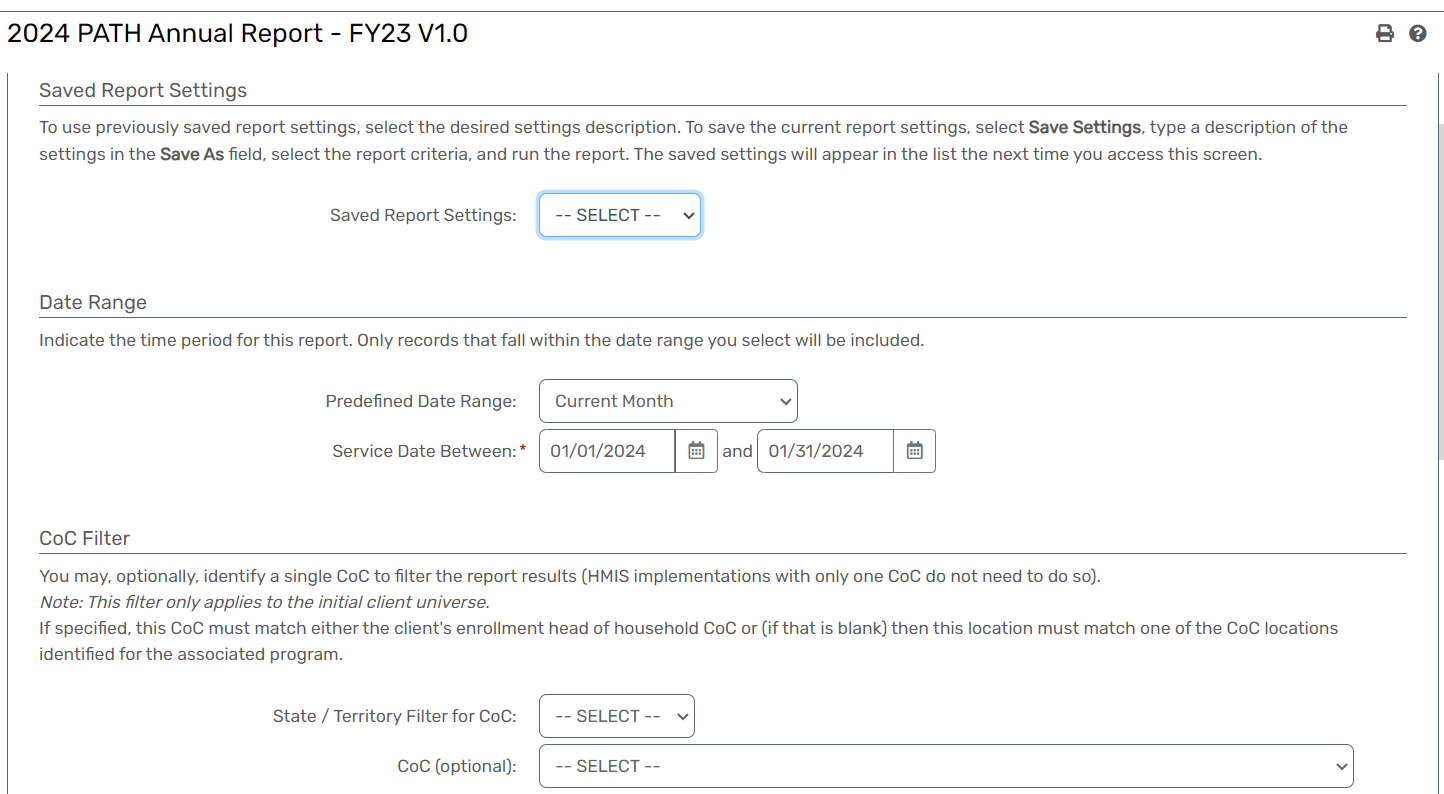 2024 PATH Annual Report - FY23 V1.0
Saved Report Settings
To use previously saved report settings, select the desired settings description. To save the current report settings, select Save Settings, type a description of the
settings in the Save As field, select the report criteria, and run the report. The saved settings will appear in the list the next time you access this screen.
Saved Report Settings: -- SELECT --
Date Range
Indicate the time period for this report. Only records that fall within the date range you select will be included.
Predefined Date Range: Current Month
Service Date Between:* 01/01/2024 and 01/31/2024
CoC Filter
You may, optionally, identify a single CoC to filter the report results (HMIS implementations with only one CoC do not need to do so).
Note: This filter only applies to the initial client universe.
If specified, this CoC must match either the client's enrollment head of household CoC or (if that is blank) then this location must match one of the CoC locations
identified for the associated program.
State / Territory Filter for CoC: -- SELECT --
CoC (optional): -- SELECT --